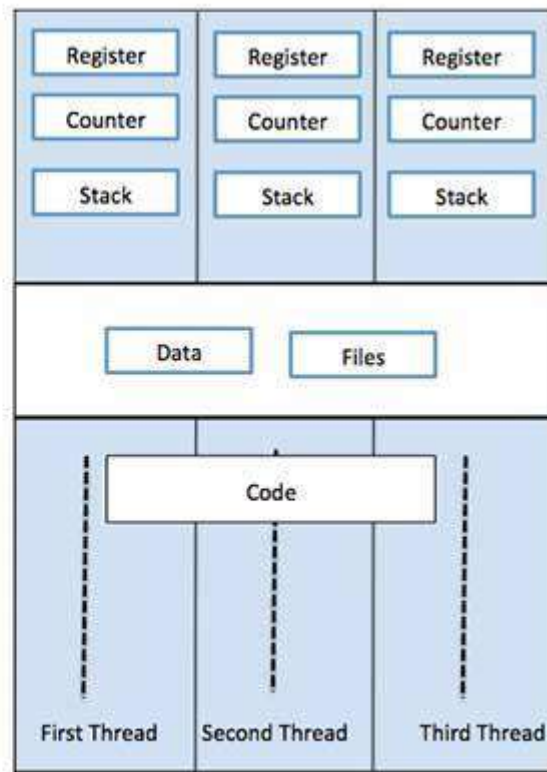 Register Register Register
Counter Counter Counter
Stack Stack Stack
Data Files
Code
First Thread Second Thread Third Thread